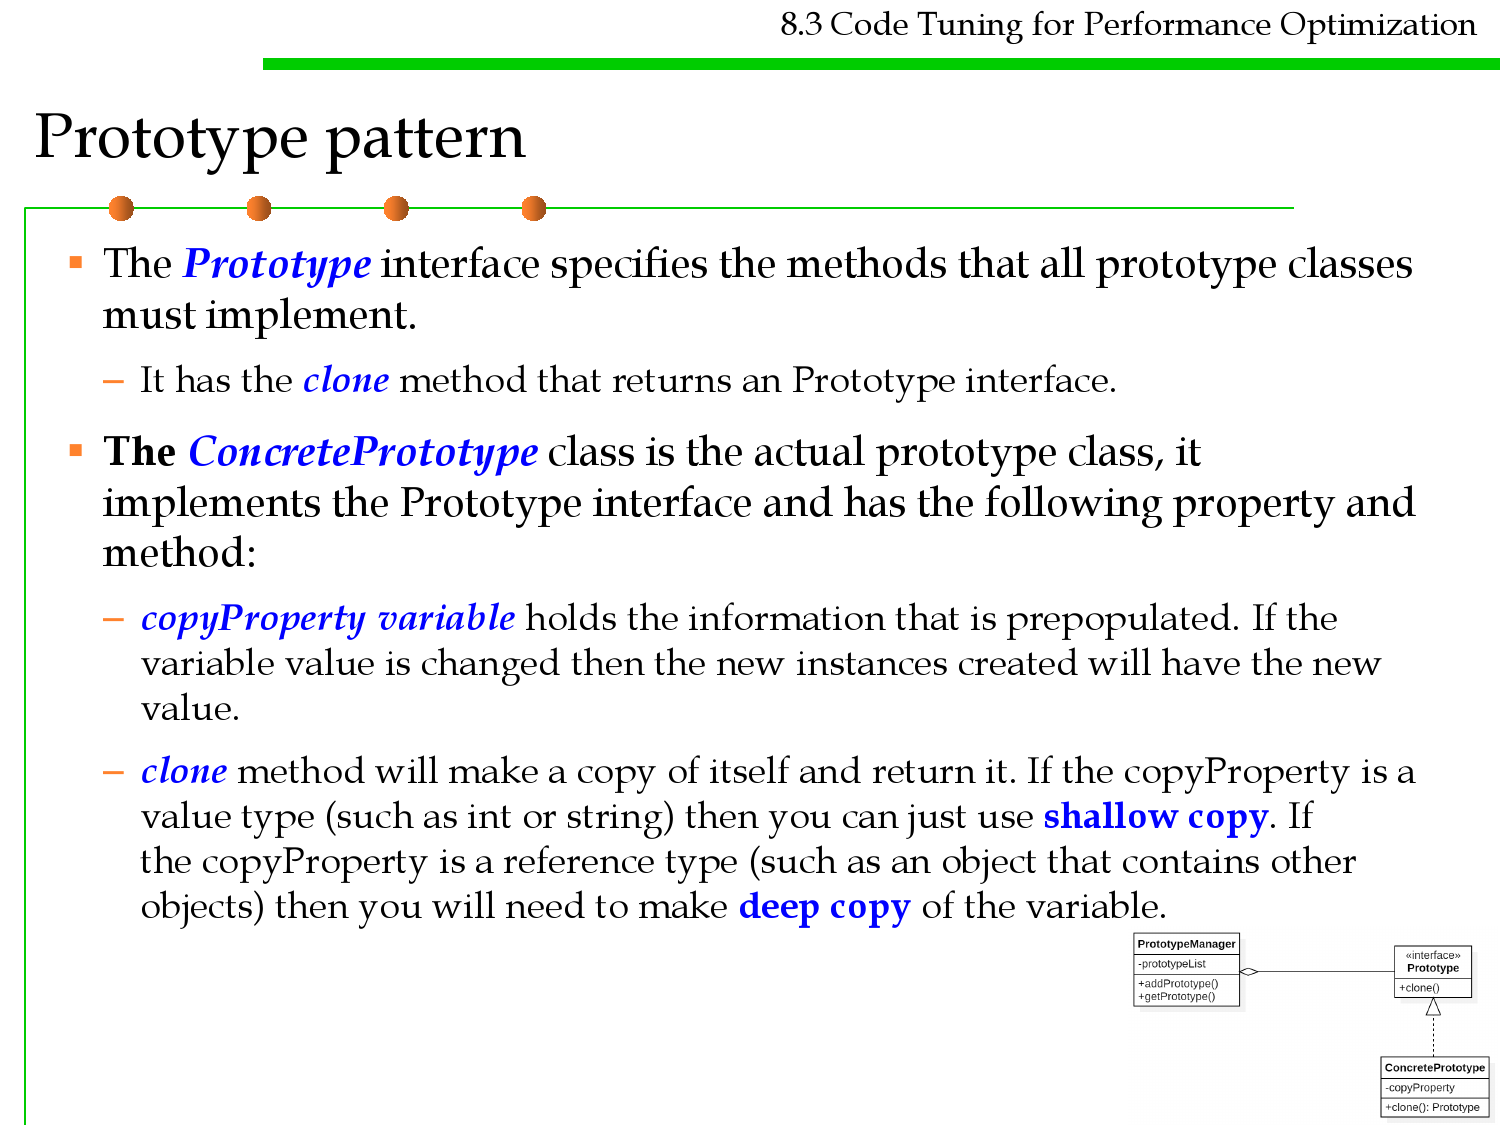 8.3 Code Tuning for Performance Optimization
Prototype pattern
▪ The Prototype interface specifies the methods that all prototype classes
must implement.
– It has the clone method that returns an Prototype interface.
▪ The ConcretePrototype class is the actual prototype class, it
implements the Prototype interface and has the following property and
method:
– copyProperty variable holds the information that is prepopulated. If the
variable value is changed then the new instances created will have the new
value.
– clone method will make a copy of itself and return it. If the copyProperty is a
value type (such as int or string) then you can just use shallow copy. If
the copyProperty is a reference type (such as an object that contains other
objects) then you will need to make deep copy of the variable.
PrototypeManager
-prototypeList
+addPrototype()
+getPrototype()
«interface»
Prototype
+clone()
ConcretePrototype
-copyProperty
+clone(): Prototype